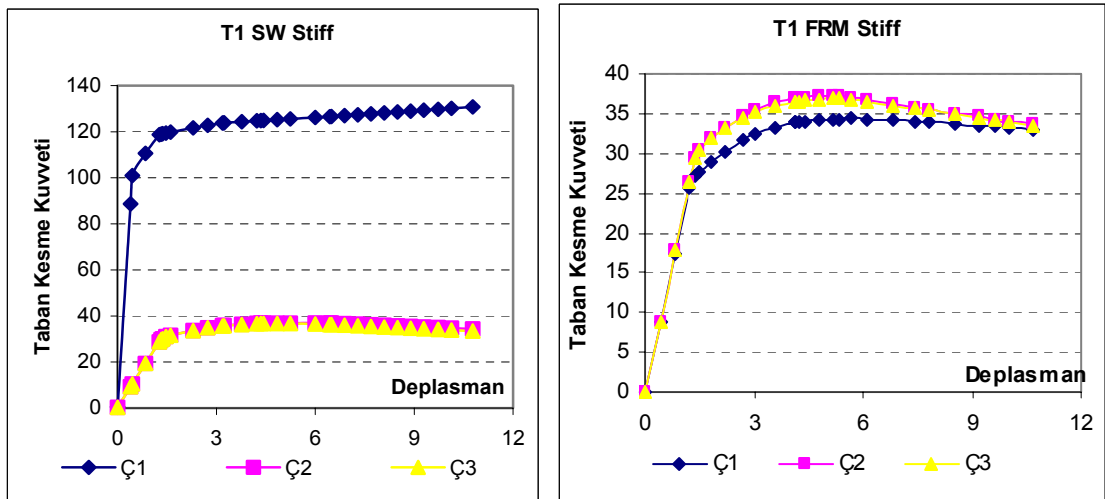 T1 SW Stiff
Taban Kesme Kuvveti
140
120
100
80
60
40
20
0
Deplasman
0 3 6 9 12
Ç1 Ç2 Ç3
T1 FRM Stiff
Taban Kesme Kuvveti
40
35
30
25
20
15
10
5
0
Deplasman
0 3 6 9 12
Ç1 Ç2 Ç3